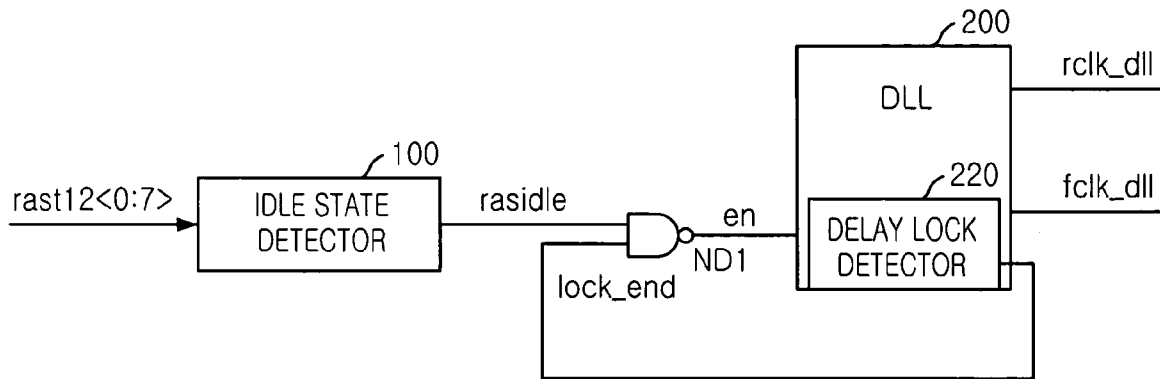 200
rclk_dll
DLL
100
220
rast12<0:7>
IDLE STATE
DETECTOR
rasidle
en
fclk_dll
DELAY LOCK
DETECTOR
ND1
lock_end